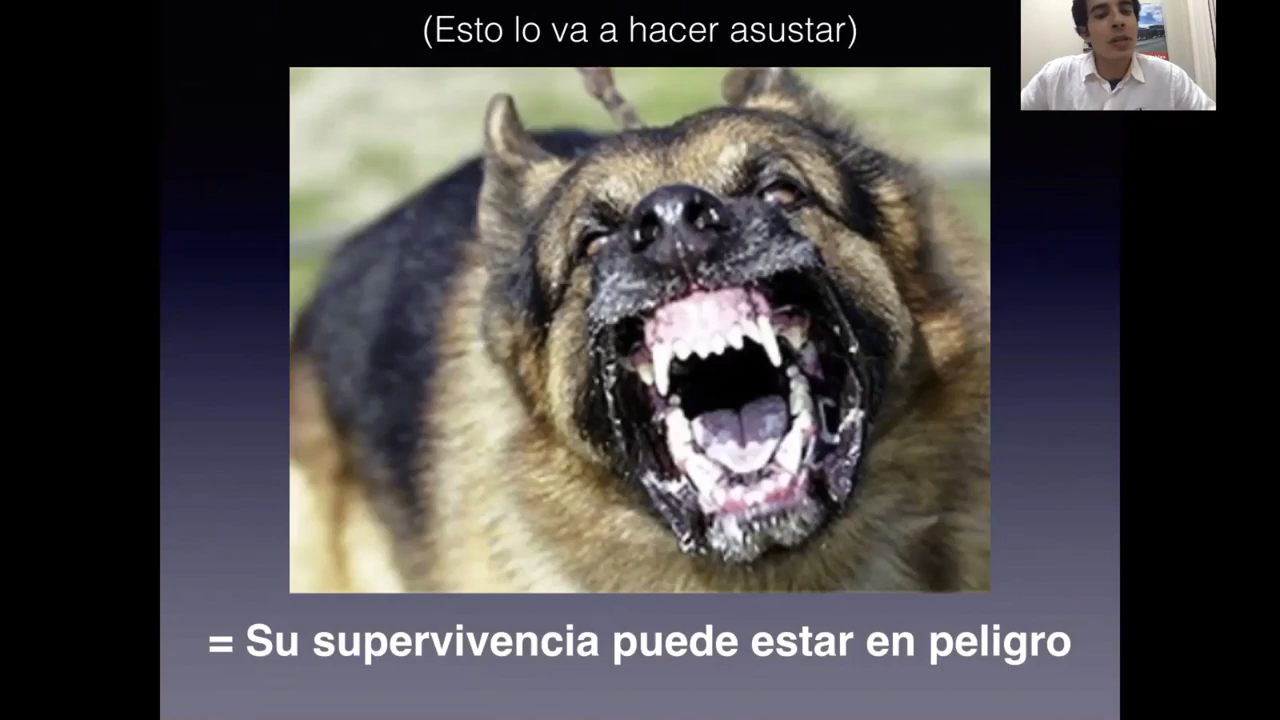 (Esto lo va a hacer asustar)
= Su supervivencia puede estar en peligro